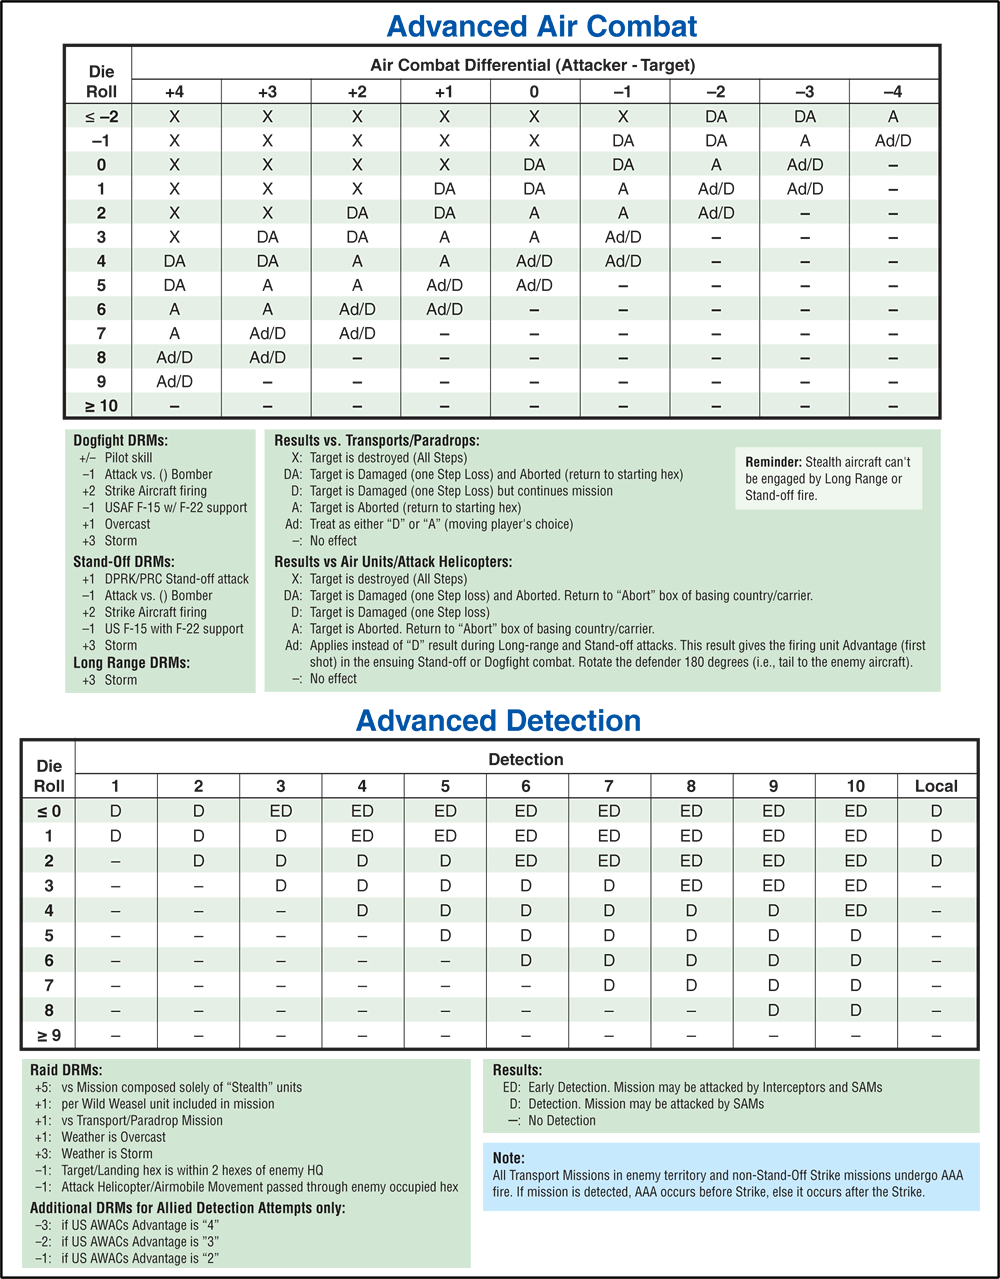 Advanced Air Combat
Die Roll
Air Combat Differential (Attacker - Target)
+4 +3 +2 +1 0 –1 –2 –3 –4
≤ –2 X X X X X X DA DA A
–1 X X X X X DA DA A Ad/D
0 X X X X DA DA A Ad/D –
1 X X X DA DA A Ad/D Ad/D –
2 X X DA DA A A Ad/D – –
3 X DA DA A A Ad/D – – –
4 DA DA A A Ad/D Ad/D – – –
5 DA A A Ad/D Ad/D – – – –
6 A A Ad/D Ad/D – – – – –
7 A Ad/D Ad/D – – – – – –
8 Ad/D Ad/D – – – – – – –
9 Ad/D – – – – – – – –
≥ 10 – – – – – – – – –
Dogfight DRMs:
+/– Pilot skill
–1 Attack vs. () Bomber
+2 Strike Aircraft firing
–1 USAF F-15 w/ F-22 support
+1 Overcast
+3 Storm
Stand-Off DRMs:
+1 DPRK/PRC Stand-off attack
–1 Attack vs. () Bomber
+2 Strike Aircraft firing
–1 US F-15 with F-22 support
+3 Storm
Long Range DRMs:
+3 Storm
Results vs. Transports/Paradrops:
X: Target is destroyed (All Steps)
DA: Target is Damaged (one Step Loss) and Aborted (return to starting hex)
D: Target is Damaged (one Step Loss) but continues mission
A: Target is Aborted (return to starting hex)
Ad: Treat as either “D” or “A” (moving player's choice)
–: No effect
Results vs Air Units/Attack Helicopters:
X: Target is destroyed (All Steps)
DA: Target is Damaged (one Step loss) and Aborted. Return to “Abort” box of basing country/carrier.
D: Target is Damaged (one Step loss)
A: Target is Aborted. Return to “Abort” box of basing country/carrier.
Ad: Applies instead of “D” result during Long-range and Stand-off attacks. This result gives the firing unit Advantage (first
shot) in the ensuing Stand-off or Dogfight combat. Rotate the defender 180 degrees (i.e., tail to the enemy aircraft).
–: No effect
Reminder: Stealth aircraft can't
be engaged by Long Range or
Stand-off fire.
Advanced Detection
Die Roll
Detection
1 2 3 4 5 6 7 8 9 10 Local
≤ 0 D D ED ED ED ED ED ED ED ED D
1 D D D ED ED ED ED ED ED ED D
2 – D D D D ED ED ED ED ED D
3 – – D D D D D ED ED ED –
4 – – – D D D D D D ED –
5 – – – – D D D D D D –
6 – – – – – D D D D D –
7 – – – – – – D D D D –
8 – – – – – – – – D D –
≥ 9 – – – – – – – – – – –
Raid DRMs:
+5: vs Mission composed solely of “Stealth” units
+1: per Wild Weasel unit included in mission
+1: vs Transport/Paradrop Mission
+1: Weather is Overcast
+3: Weather is Storm
–1: Target/Landing hex is within 2 hexes of enemy HQ
–1: Attack Helicopter/Airmobile Movement passed through enemy occupied hex
Additional DRMs for Allied Detection Attempts only:
–3: if US AWACs Advantage is “4”
–2: if US AWACs Advantage is ”3”
–1: if US AWACs Advantage is “2”
Results:
ED: Early Detection. Mission may be attacked by Interceptors and SAMs
D: Detection. Mission may be attacked by SAMs
–: No Detection
Note:
All Transport Missions in enemy territory and non-Stand-Off Strike missions undergo AAA
fire. If mission is detected, AAA occurs before Strike, else it occurs after the Strike.